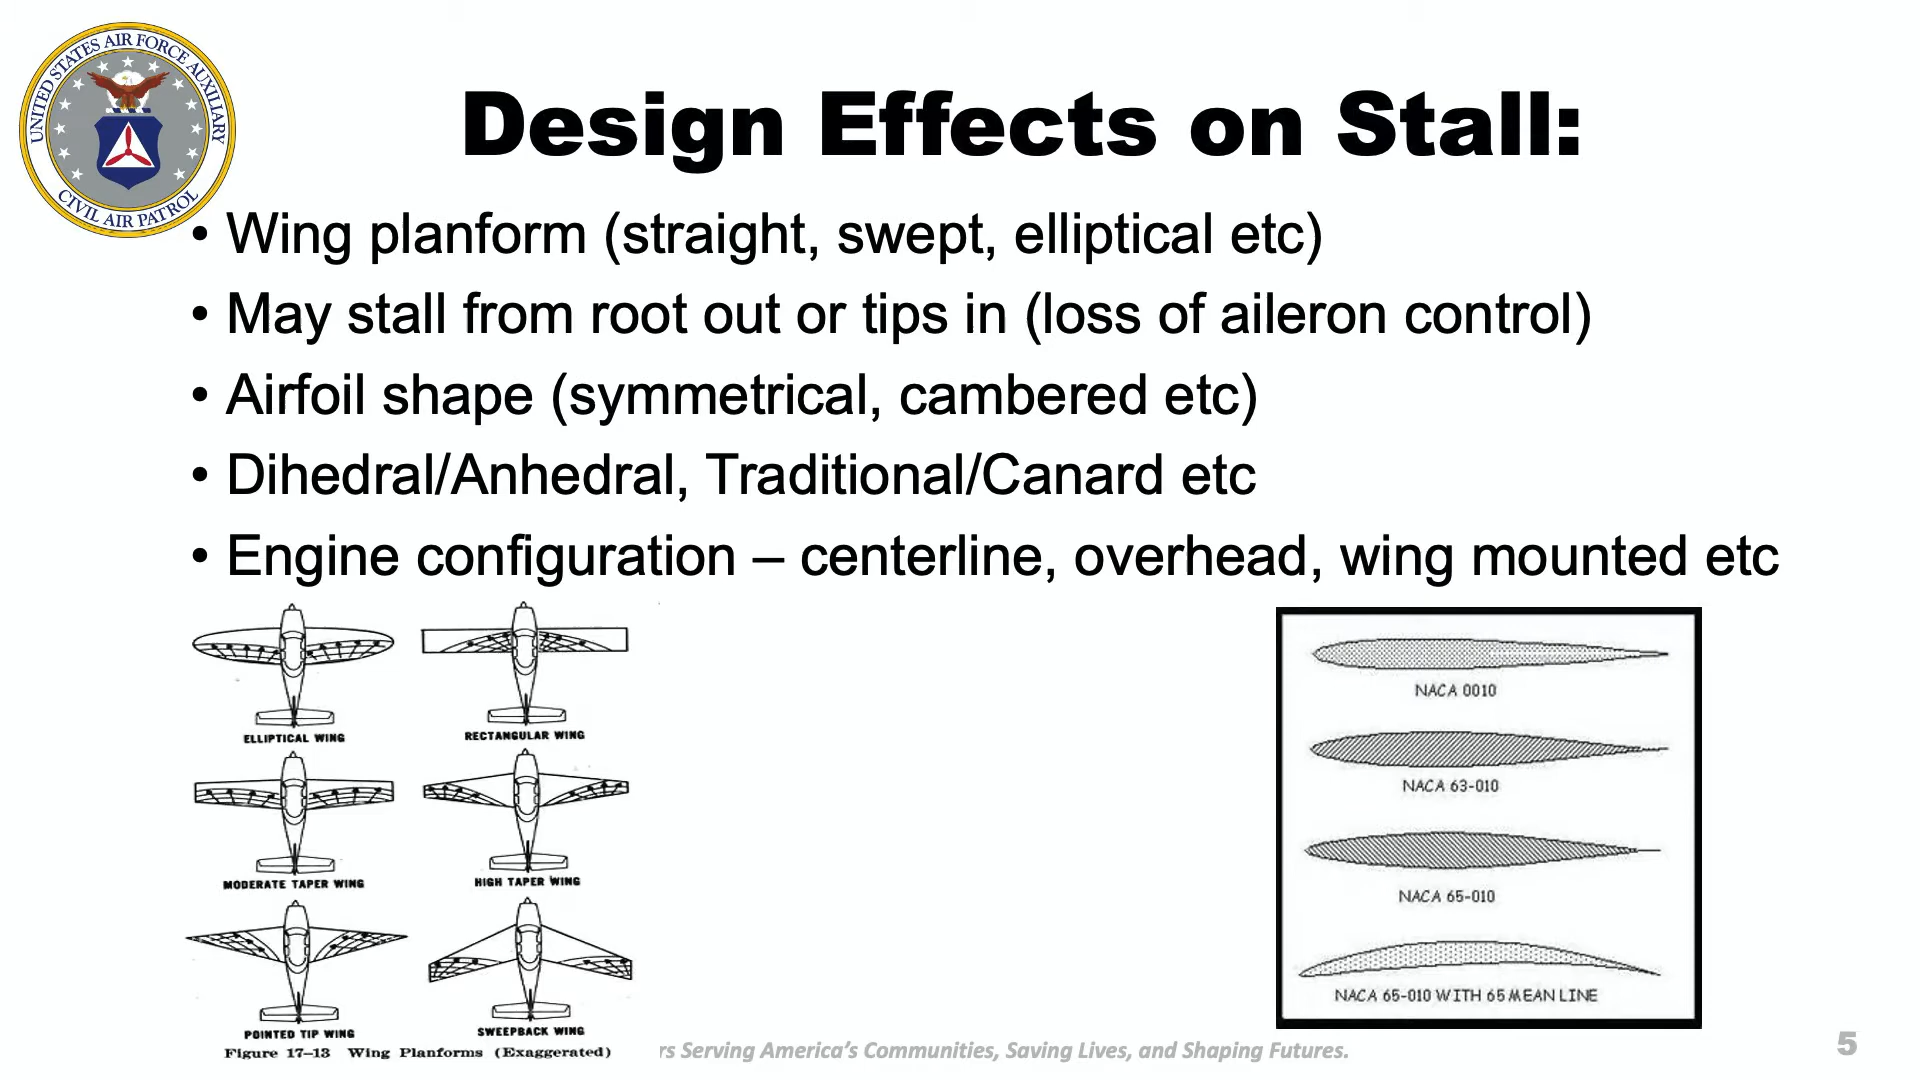 UNITED STATES AIR FORCE AUXILIARY
CIVIL AIR PATROL
Design Effects on Stall:
• Wing planform (straight, swept, elliptical etc)
• May stall from root out or tips in (loss of aileron control)
• Airfoil shape (symmetrical, cambered etc)
• Dihedral/Anhedral, Traditional/Canard etc
• Engine configuration – centerline, overhead, wing mounted etc
ELLIPTICAL WING
RECTANGULAR WING
MODERATE TAPER WING
HIGH TAPER WING
POINTED TIP WING
SWEEPBACK WING
Figure 17–13 Wing Planforms (Exaggerated)
NACA 0010
NACA 63-010
NACA 65-010
NACA 65-010 WITH 65 MEAN LINE
rs Serving America’s Communities, Saving Lives, and Shaping Futures.
5